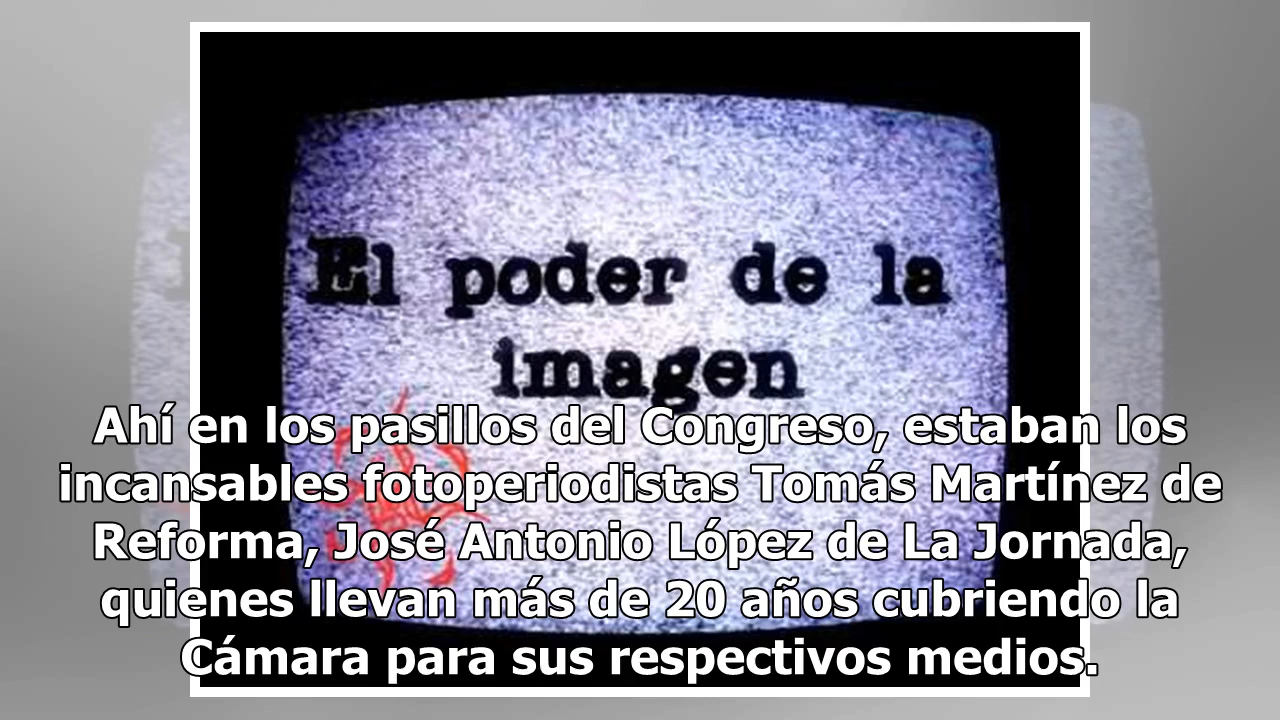 El poder de la
imagen
Ahí en los pasillos del Congreso, estaban los
incansables fotoperiodistas Tomás Martínez de
Reforma, José Antonio López de La Jornada,
quienes llevan más de 20 años cubriendo la
Cámara para sus respectivos medios.